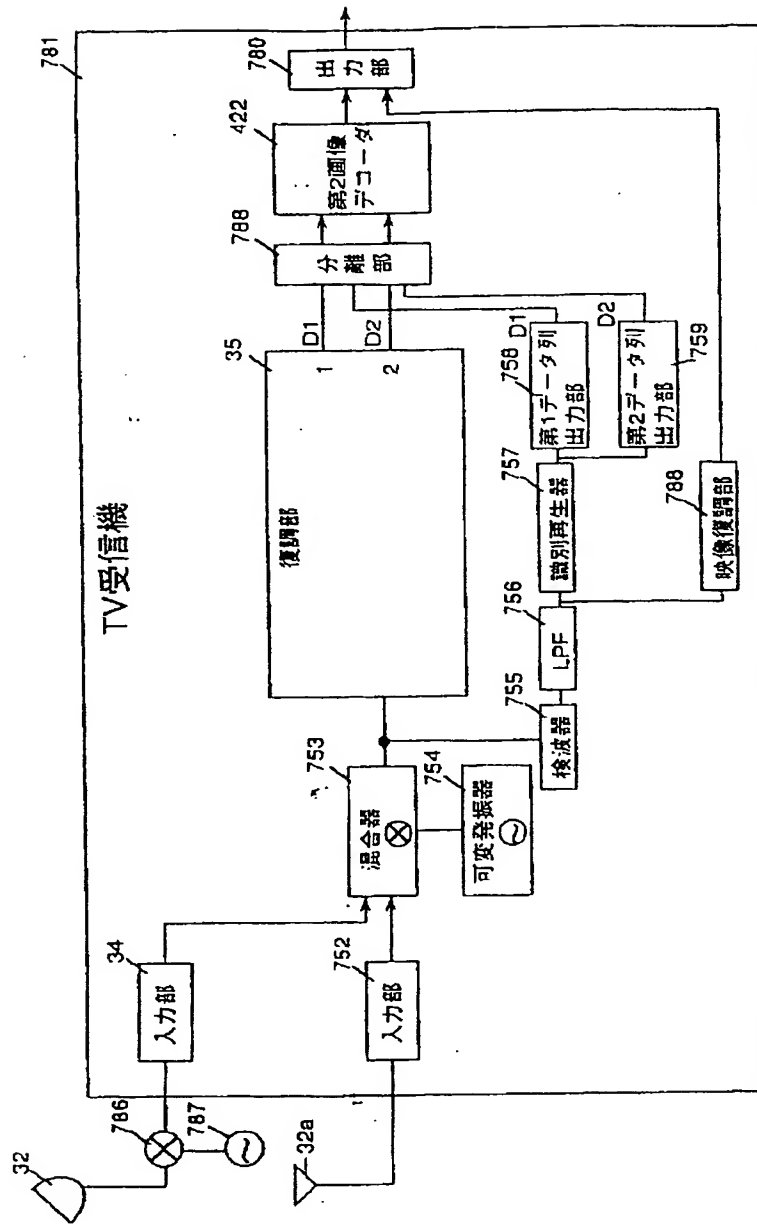 TV受信機
781
32
786
787
34
入力部
32a
752
入力部
753
混合器
754
可変発振器
35
復調部
1
2
D1
D2
788
分離部
422
第2画像
デコーダ
780
出力部
755
検波器
756
LPF
757
識別再生器
758
第1データ列
出力部
D1
759
第2データ列
出力部
D2
788
映像復調部